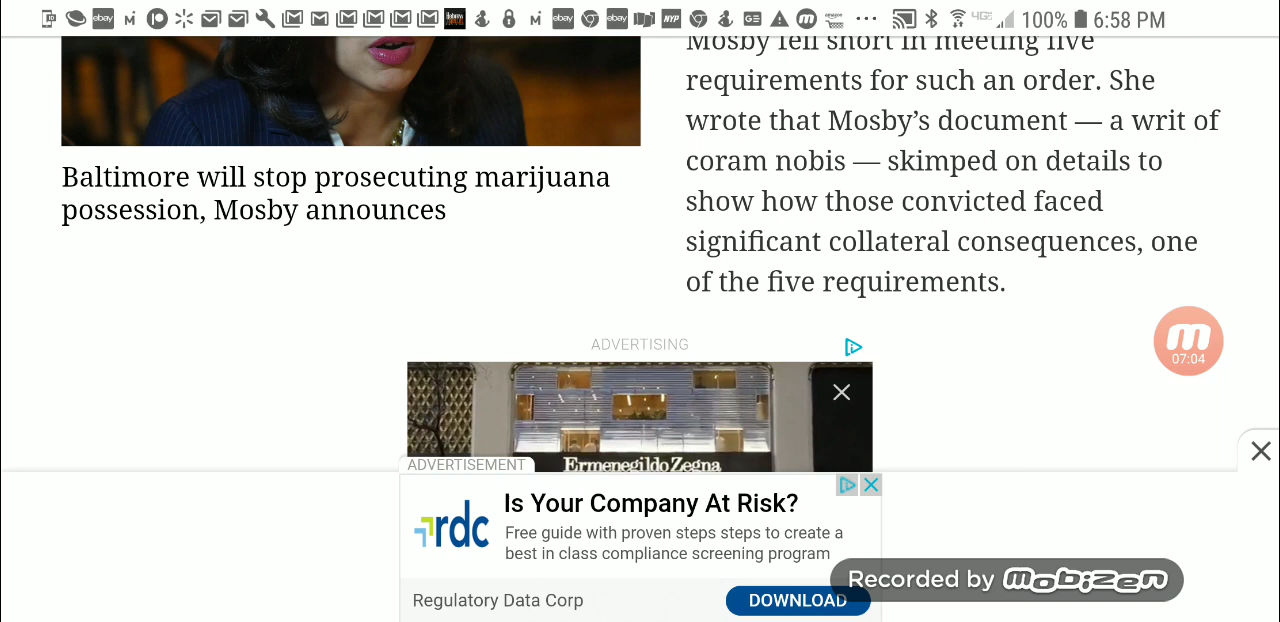 100% 6:58 PM
Baltimore will stop prosecuting marijuana
possession, Mosby announces
Mosby fell short in meeting five
requirements for such an order. She
wrote that Mosby’s document — a writ of
coram nobis — skimped on details to
show how those convicted faced
significant collateral consequences, one
of the five requirements.
ADVERTISING
m
07:04
Ermenegildo Zegna
ADVERTISEMENT
rdc
Is Your Company At Risk?
Free guide with proven steps steps to create a
best in class compliance screening program
Regulatory Data Corp
DOWNLOAD
Recorded by mobizen